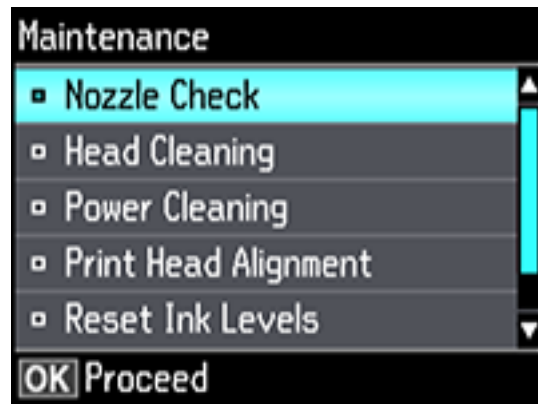 Maintenance
Nozzle Check
Head Cleaning
Power Cleaning
Print Head Alignment
Reset Ink Levels
OK Proceed